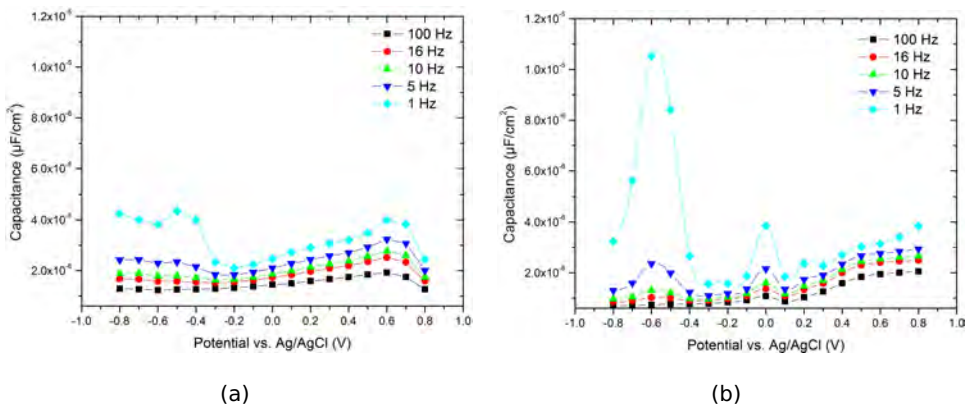 1.2x10⁻⁵
1.0x10⁻⁵
8.0x10⁻⁶
6.0x10⁻⁶
4.0x10⁻⁶
2.0x10⁻⁶
Capacitance (μF/cm²)
100 Hz
16 Hz
10 Hz
5 Hz
1 Hz
-1.0 -0.8 -0.6 -0.4 -0.2 0.0 0.2 0.4 0.6 0.8 1.0
Potential vs. Ag/AgCl (V)
(a)
1.2x10⁻⁵
1.0x10⁻⁵
8.0x10⁻⁶
6.0x10⁻⁶
4.0x10⁻⁶
2.0x10⁻⁶
Capacitance (μF/cm²)
100 Hz
16 Hz
10 Hz
5 Hz
1 Hz
-1.0 -0.8 -0.6 -0.4 -0.2 0.0 0.2 0.4 0.6 0.8 1.0
Potential vs. Ag/AgCl (V)
(b)